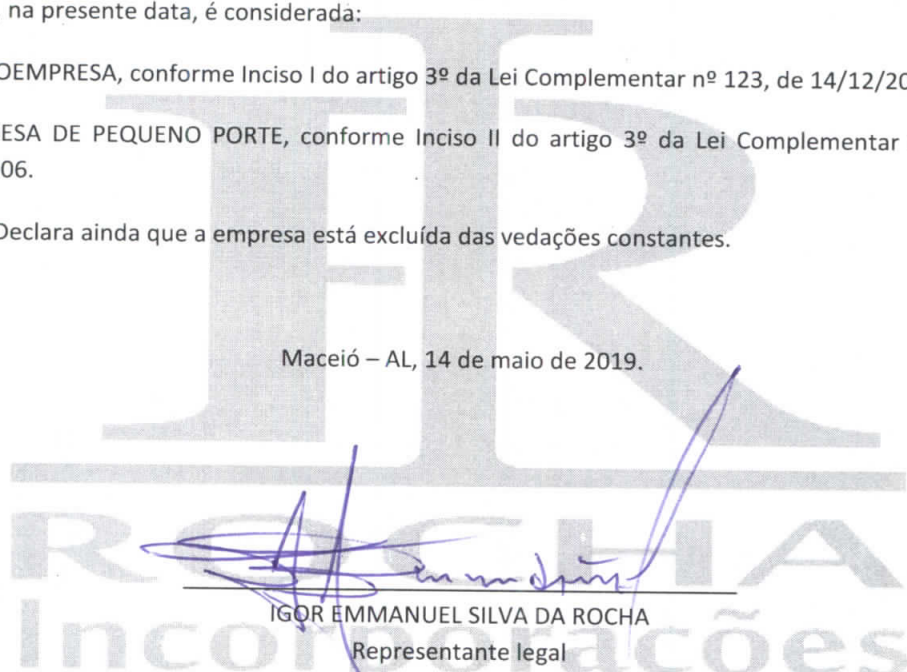 na presente data, é considerada:
OEMPRESA, conforme Inciso I do artigo 3º da Lei Complementar nº 123, de 14/12/20
ESA DE PEQUENO PORTE, conforme Inciso II do artigo 3º da Lei Complementar
06.
Declara ainda que a empresa está excluída das vedações constantes.
Maceió – AL, 14 de maio de 2019.
IGOR EMMANUEL SILVA DA ROCHA
Representante legal
IR
ROCHA
Incorporações